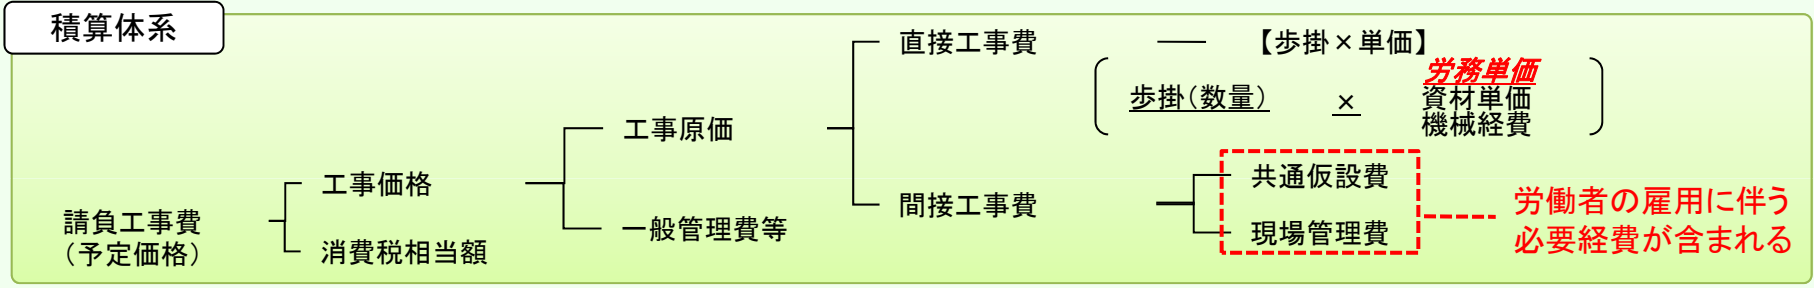 積算体系
請負工事費
（予定価格）
工事価格
消費税相当額
工事原価
一般管理費等
直接工事費
間接工事費
【歩掛×単価】
歩掛（数量） ×
労務単価
資材単価
機械経費
共通仮設費
現場管理費
労働者の雇用に伴う
必要経費が含まれる